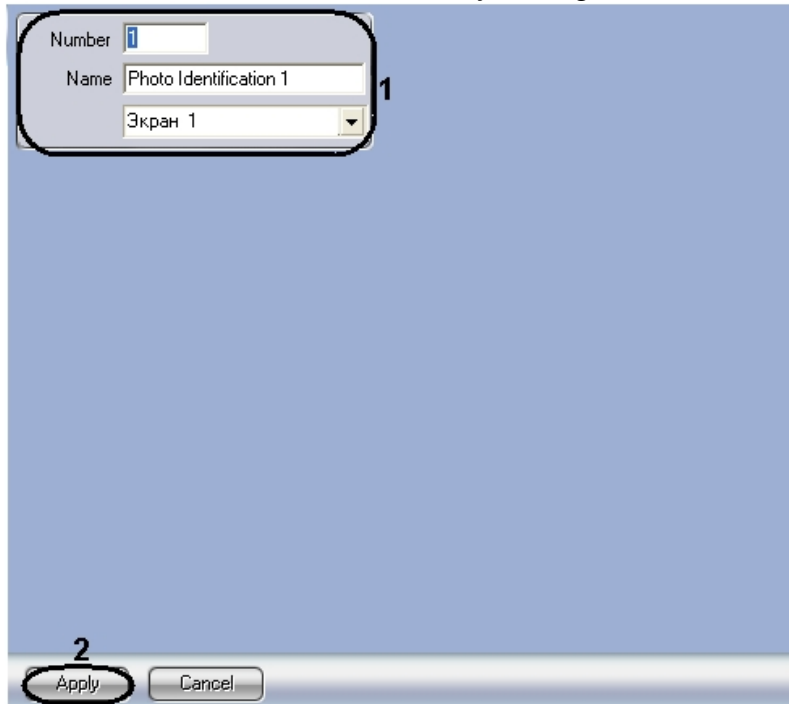 Number 1
Name Photo Identification 1
1
Экран 1
2
Apply Cancel